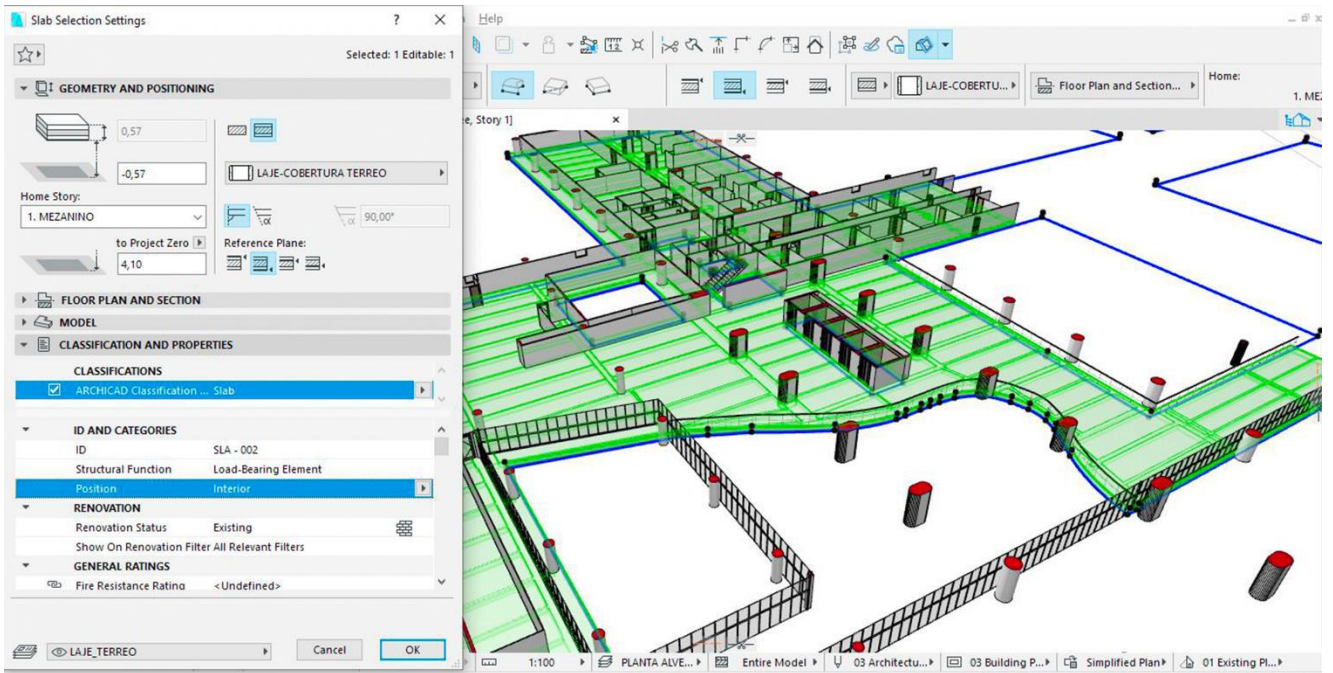 Slab Selection Settings
? ×
Selected: 1 Editable: 1
GEOMETRY AND POSITIONING
0,57
-0,57
LAJE-COBERTURA TERREO
Home Story:
1. MEZANINO
α
α 90,00°
to Project Zero
Reference Plane:
4,10
FLOOR PLAN AND SECTION
MODEL
CLASSIFICATION AND PROPERTIES
CLASSIFICATIONS
ARCHICAD Classification ... Slab
ID AND CATEGORIES
ID SLA - 002
Structural Function Load-Bearing Element
Position Interior
RENOVATION
Renovation Status Existing
Show On Renovation Filter All Relevant Filters
GENERAL RATINGS
Fire Resistance Rating <Undefined>
LAJE_TERREO
Cancel
OK
Help
LAJE-COBERTU...
Floor Plan and Section...
Home:
1. MEZ
ee, Story 1]
×
1:100
PLANTA ALVE...
Entire Model
03 Architectu...
03 Building P...
Simplified Plan
01 Existing Pl...